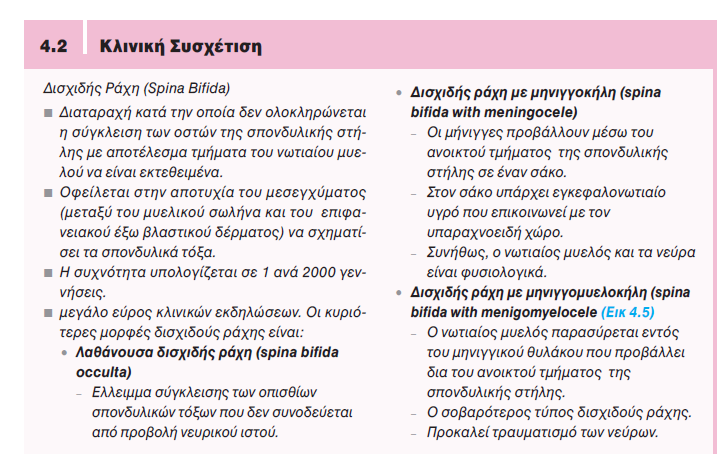 4.2 Κλινική Συσχέτιση
Δισχιδής Ράχη (Spina Bifida)
■ Διαταραχή κατά την οποία δεν ολοκληρώνεται
η σύγκλειση των οστών της σπονδυλικής στή-
λης με αποτέλεσμα τμήματα του νωτιαίου μυε-
λού να είναι εκτεθειμένα.
■ Οφείλεται στην αποτυχία του μεσεγχύματος
(μεταξύ του μυελικού σωλήνα και του επιφα-
νειακού έξω βλαστικού δέρματος) να σχηματί-
σει τα σπονδυλικά τόξα.
■ Η συχνότητα υπολογίζεται σε 1 ανά 2000 γεν-
νήσεις.
■ μεγάλο εύρος κλινικών εκδηλώσεων. Οι κυριό-
τερες μορφές δισχιδούς ράχης είναι:
• Λαθάνουσα δισχιδής ράχη (spina bifida
occulta)
– Ελλειμμα σύγκλεισης των οπισθίων
σπονδυλικών τόξων που δεν συνοδεύεται
από προβολή νευρικού ιστού.
• Δισχιδής ράχη με μηνιγγοκήλη (spina
bifida with meningocele)
– Οι μήνιγγες προβάλλουν μέσω του
ανοικτού τμήματος της σπονδυλικής
στήλης σε έναν σάκο.
– Στον σάκο υπάρχει εγκεφαλονωτιαίο
υγρό που επικοινωνεί με τον
υπαραχνοειδή χώρο.
– Συνήθως, ο νωτιαίος μυελός και τα νεύρα
είναι φυσιολογικά.
• Δισχιδής ράχη με μηνιγγομυελοκήλη (spina
bifida with menigomyelocele (Εικ 4.5)
– Ο νωτιαίος μυελός παρασύρεται εντός
του μηνιγγικού θυλάκου που προβάλλει
δια του ανοικτού τμήματος της
σπονδυλικής στήλης.
– Ο σοβαρότερος τύπος δισχιδούς ράχης.
– Προκαλεί τραυματισμό των νεύρων.